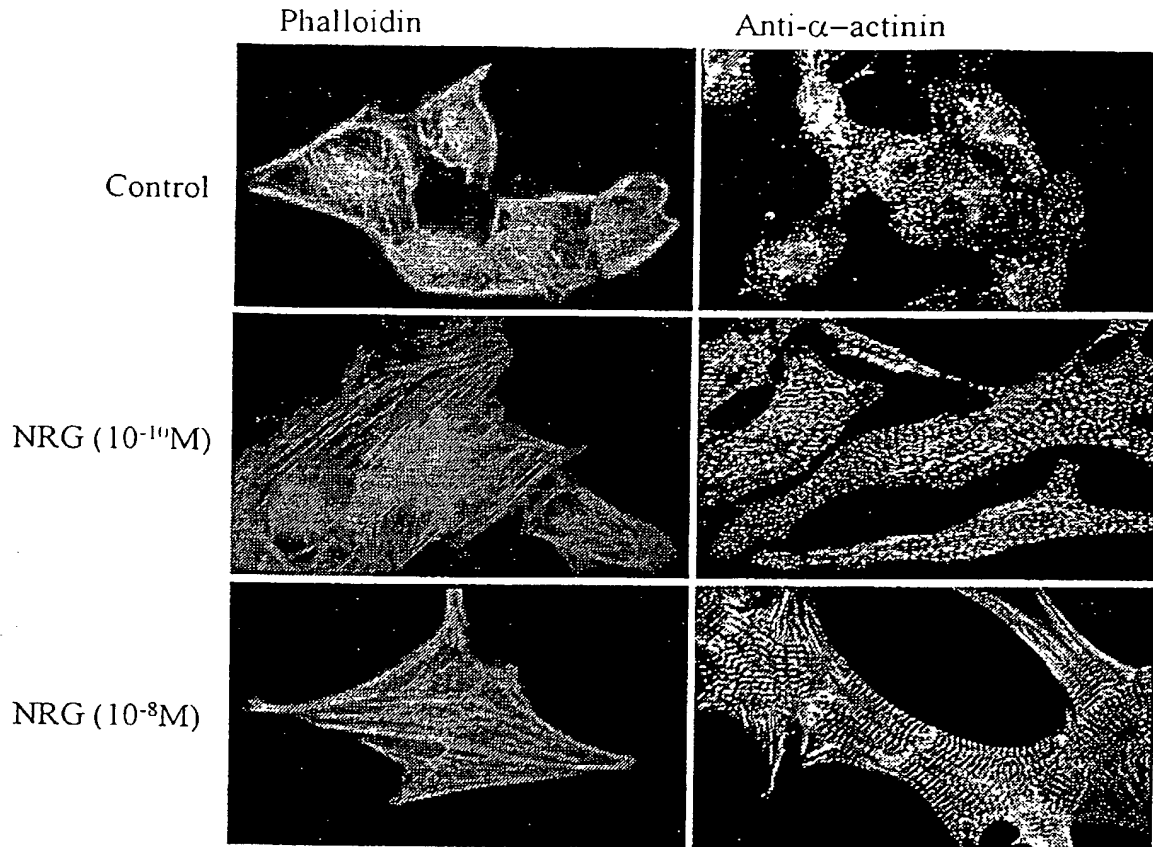 Phalloidin
Anti-α–actinin
Control
NRG (10⁻¹⁰M)
NRG (10⁻⁸M)